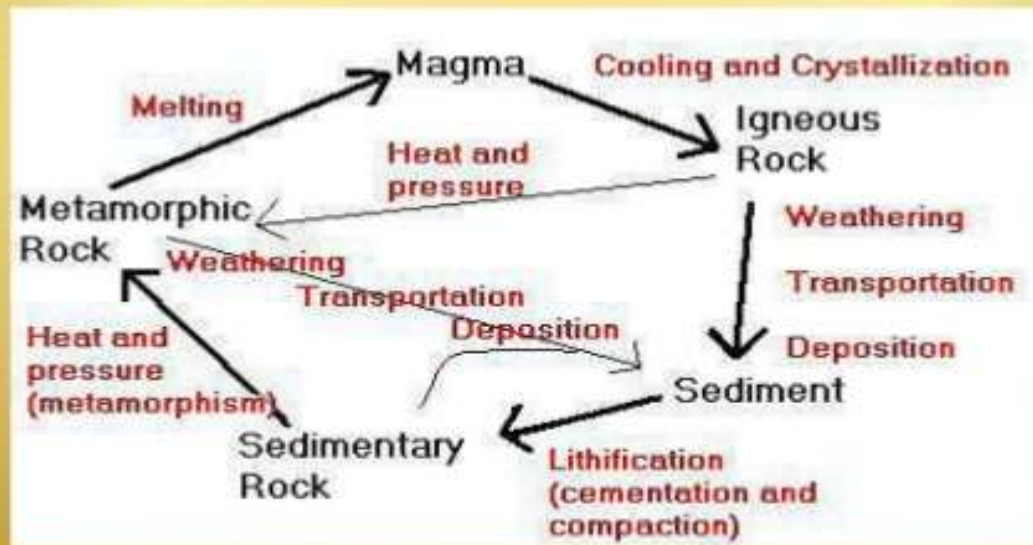 Magma
Cooling and Crystallization
Melting
Igneous
Rock
Heat and
pressure
Metamorphic
Rock
Weathering
Transportation
Deposition
Weathering
Transportation
Deposition
Heat and
pressure
(metamorphism)
Sediment
Sedimentary
Rock
Lithification
(cementation and
compaction)